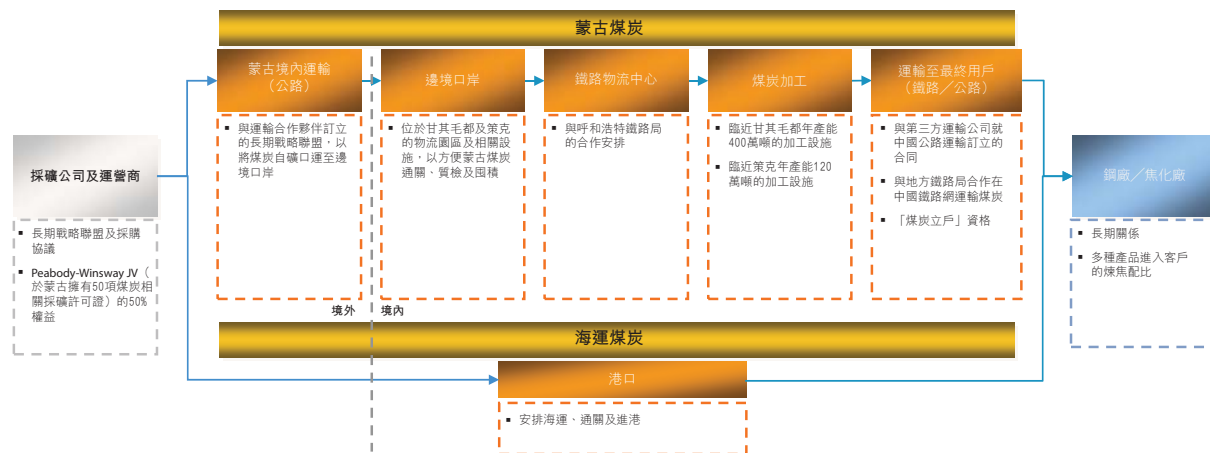 蒙古煤炭
蒙古境內運輸
（公路）
邊境口岸
鐵路物流中心
煤炭加工
運輸至最終用戶
（鐵路／公路）
▪ 與運輸合作夥伴訂立
的長期戰略聯盟，以
將煤炭自礦口運至邊
境口岸
▪ 位於甘其毛都及策克
的物流園區及相關設
施，以方便蒙古煤炭
通關、質檢及囤積
▪ 與呼和浩特鐵路局
的合作安排
▪ 臨近甘其毛都年產能
400萬噸的加工設施
▪ 臨近策克年產能120
萬噸的加工設施
▪ 與第三方運輸公司就
中國公路運輸訂立的
合同
▪ 與地方鐵路局合作在
中國鐵路網運輸煤炭
▪ 「煤炭立戶」資格
採礦公司及運營商
▪ 長期戰略聯盟及採購
協議
▪ Peabody-Winsway JV（
於蒙古擁有50項煤炭相
關採礦許可證）的50%
權益
鋼廠／焦化廠
▪ 長期關係
▪ 多種產品進入客戶
的煉焦配比
境外
境內
海運煤炭
港口
▪ 安排海運、通關及進港